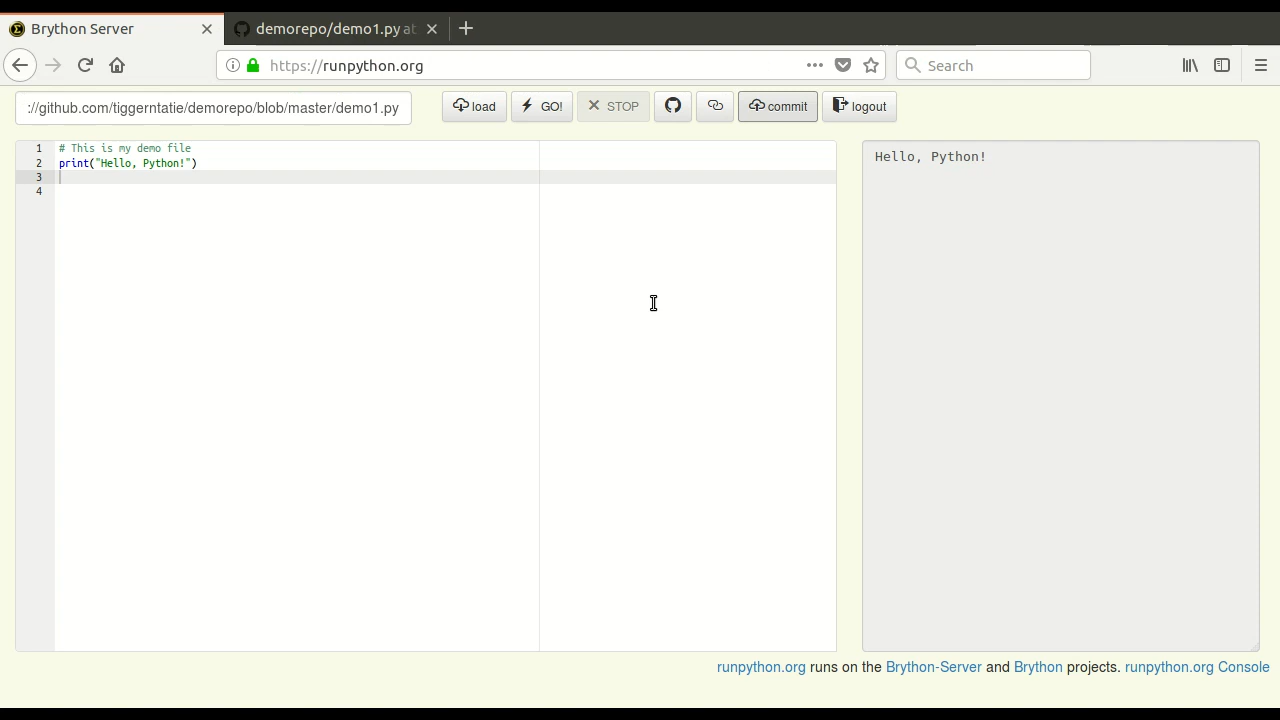 Brython Server
demorepo/demo1.py at
https://runpython.org
Search
://github.com/tiggerntatie/demorepo/blob/master/demo1.py
load
GO!
STOP
commit
logout
1 # This is my demo file
2 print("Hello, Python!")
3
4
Hello, Python!
runpython.org runs on the Brython-Server and Brython projects. runpython.org Console